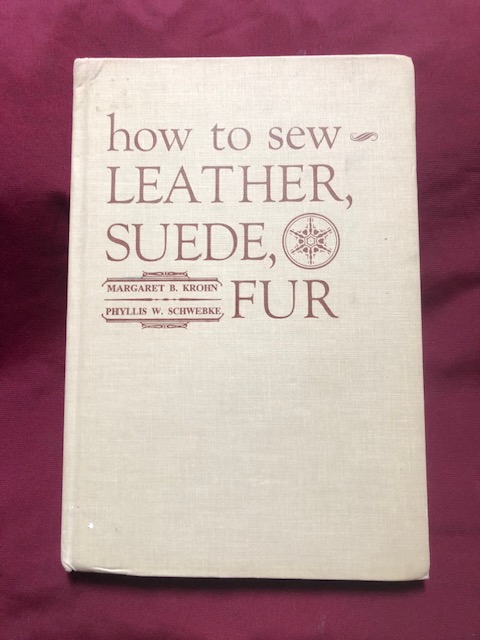 how to sew
LEATHER,
SUEDE,
MARGARET B. KROHN
PHYLLIS W. SCHWEBKE
FUR